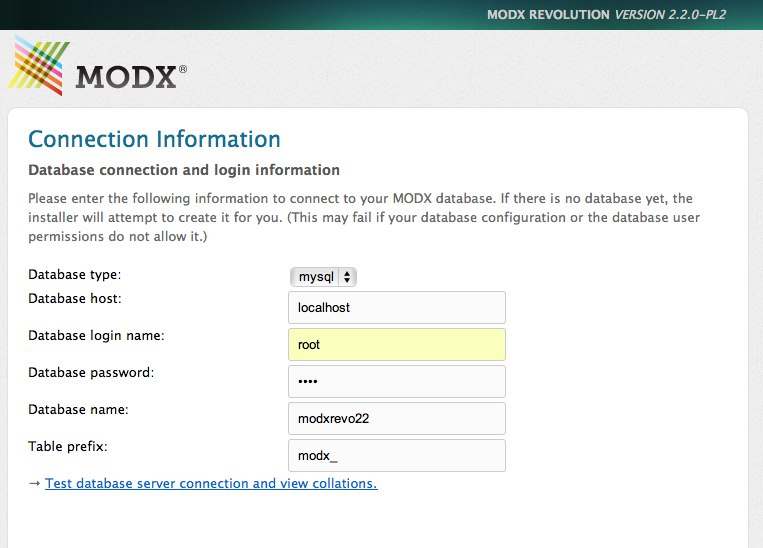 MODX REVOLUTION VERSION 2.2.0-PL2
MODX®
Connection Information
Database connection and login information
Please enter the following information to connect to your MODX database. If there is no database yet, the
installer will attempt to create it for you. (This may fail if your database configuration or the database user
permissions do not allow it.)
Database type: mysql
Database host: localhost
Database login name: root
Database password: ••••
Database name: modxrevo22
Table prefix: modx_
→ Test database server connection and view collations.